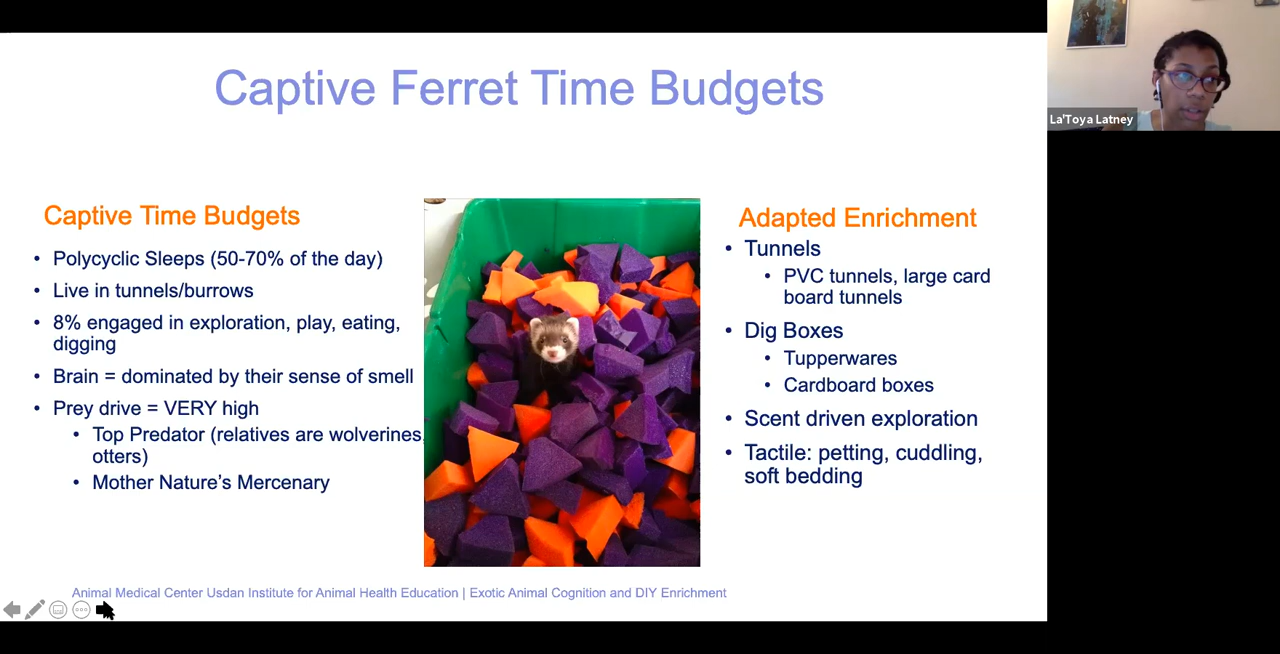 Captive Ferret Time Budgets
La'Toya Latney
Captive Time Budgets
• Polycyclic Sleeps (50-70% of the day)
• Live in tunnels/burrows
• 8% engaged in exploration, play, eating,
digging
• Brain = dominated by their sense of smell
• Prey drive = VERY high
• Top Predator (relatives are wolverines,
otters)
• Mother Nature's Mercenary
Adapted Enrichment
• Tunnels
• PVC tunnels, large card
board tunnels
• Dig Boxes
• Tupperwares
• Cardboard boxes
• Scent driven exploration
• Tactile: petting, cuddling,
soft bedding
Animal Medical Center Usdan Institute for Animal Health Education | Exotic Animal Cognition and DIY Enrichment